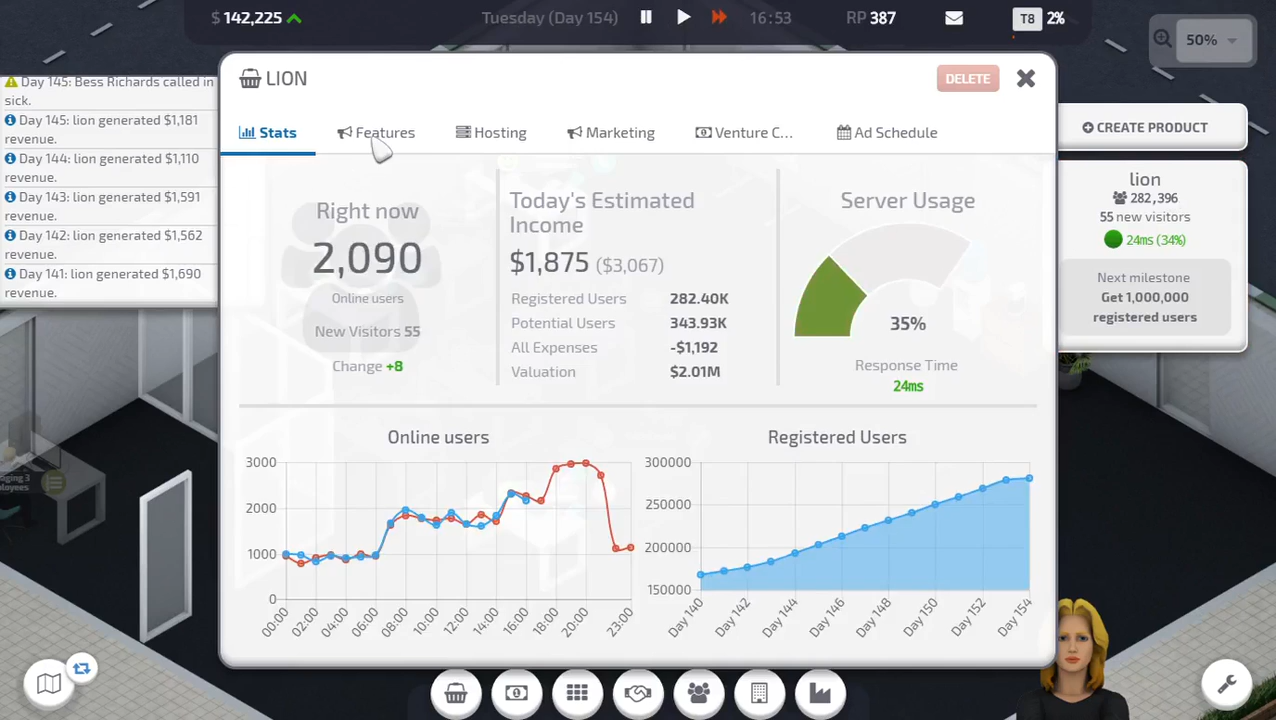 $ 142,225
Tuesday (Day 154)
16:53
RP 387
T8 2%
50%
Day 145: Bess Richards called in
sick.
Day 145: lion generated $1,181
revenue.
Day 144: lion generated $1,110
revenue.
Day 143: lion generated $1,591
revenue.
Day 142: lion generated $1,562
revenue.
Day 141: lion generated $1,690
revenue.
LION
DELETE
Stats
Features
Hosting
Marketing
Venture C...
Ad Schedule
Right now
2,090
Online users
New Visitors 55
Change +8
Today's Estimated
Income
$1,875 ($3,067)
Registered Users 282.40K
Potential Users 343.93K
All Expenses -$1,192
Valuation $2.01M
Server Usage
35%
Response Time
24ms
Online users
3000
2000
1000
0
00:00 02:00 04:00 06:00 08:00 10:00 12:00 14:00 16:00 18:00 20:00 23:00
Registered Users
300000
250000
200000
150000
Day 140 Day 142 Day 144 Day 146 Day 148 Day 150 Day 152 Day 154
CREATE PRODUCT
lion
282,396
55 new visitors
24ms (34%)
Next milestone
Get 1,000,000
registered users
aging 3
ployees